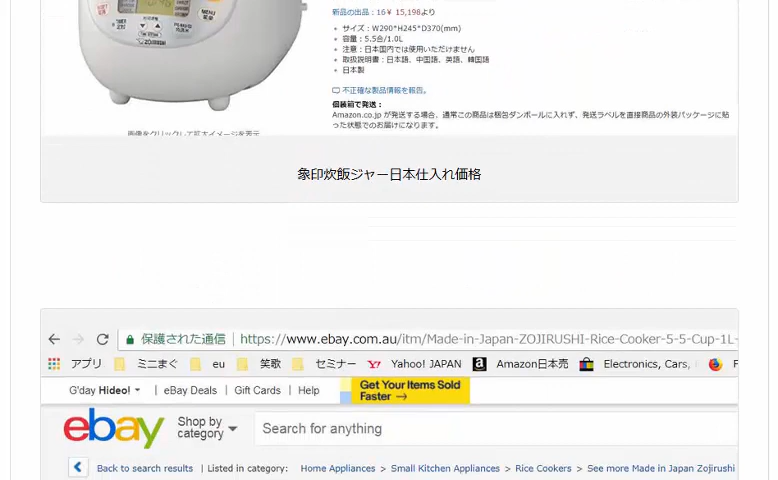 新品の出品：16￥ 15,198より
サイズ：W290*H245*D370(mm)
容量：5.5合/1.0L
注意：日本国内では使用いただけません
取扱説明書：日本語、中国語、英語、韓国語
日本製
不正確な製品情報を報告。
個装箱で発送：
Amazon.co.jp が発送する場合、通常この商品は梱包ダンボールに入れず、発送ラベルを直接商品の外装パッケージに貼
った状態でのお届けになります。
MENU
ZOJIRUSHI
画像をクリックして拡大イメージを表示
象印炊飯ジャー日本仕入れ価格
保護された通信 | https://www.ebay.com.au/itm/Made-in-Japan-ZOJIRUSHI-Rice-Cooker-5-5-Cup-1L-
アプリ ミニまぐ eu 笑歌 セミナー Yahoo! JAPAN Amazon日本売 Electronics, Cars, F
G'day Hideo! | eBay Deals | Gift Cards | Help
Get Your Items Sold
Faster →
ebay
Shop by
category
Search for anything
Back to search results | Listed in category: Home Appliances > Small Kitchen Appliances > Rice Cookers > See more Made in Japan Zojirushi